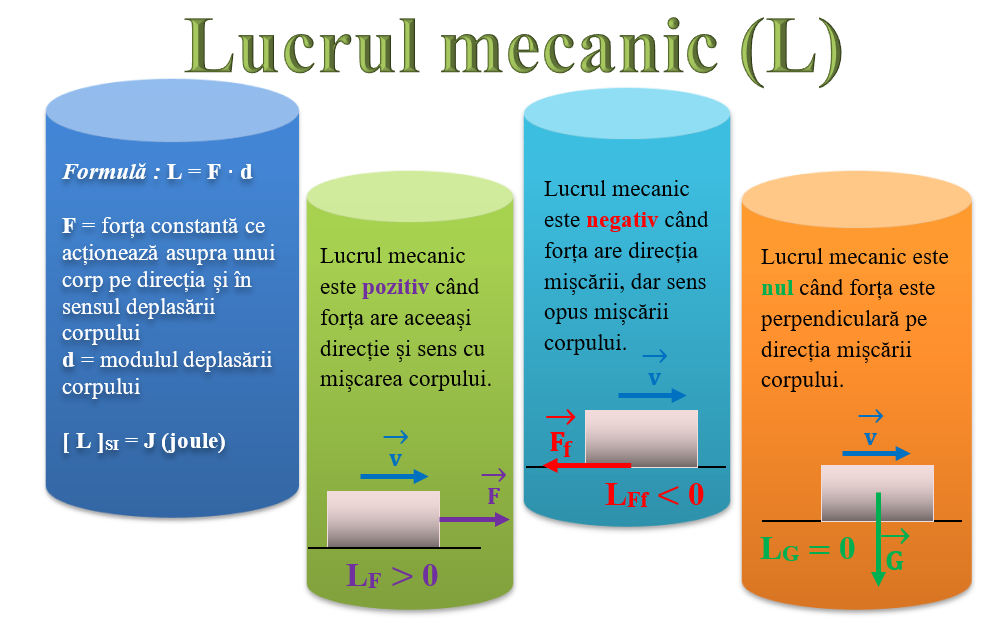 Lucrul mecanic (L)
Formulă : L = F · d
F = forța constantă ce
acționează asupra unui
corp pe direcția și în
sensul deplasării
corpului
d = modulul deplasării
corpului
[ L ]SI = J (joule)
Lucrul mecanic
este pozitiv când
forța are aceeași
direcție și sens cu
mișcarea corpului.
v
F
LF > 0
Lucrul mecanic
este negativ când
forța are direcția
mișcării, dar sens
opus mișcării
corpului.
v
Ff
LFf < 0
Lucrul mecanic este
nul când forța este
perpendiculară pe
direcția mișcării
corpului.
v
LG = 0
G